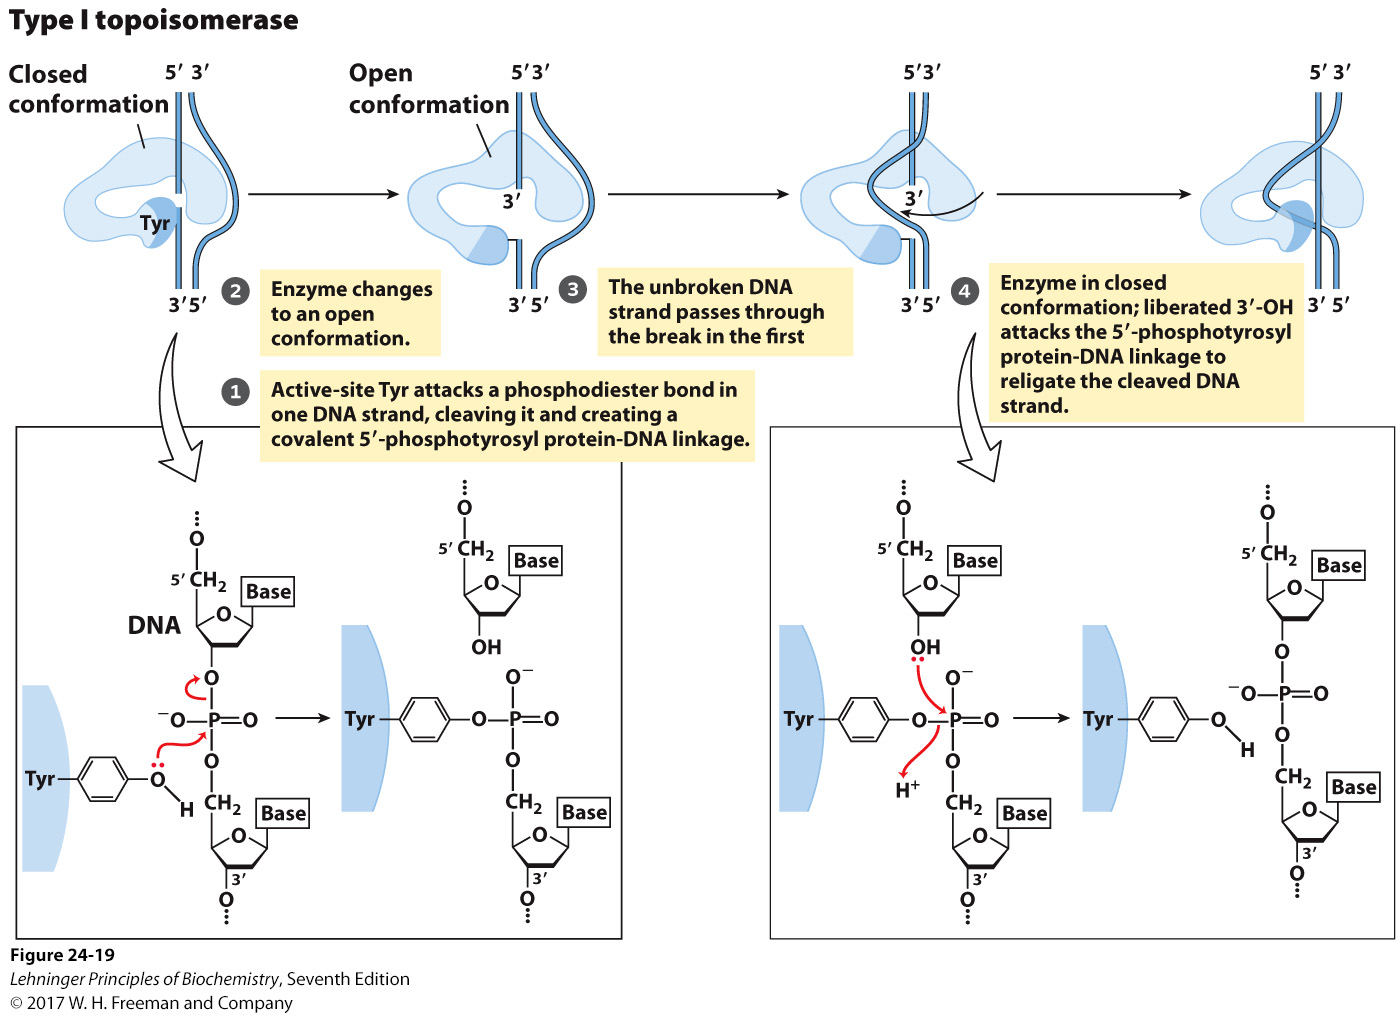 Type I topoisomerase
Closed
conformation
5′ 3′
Tyr
3′ 5′
Open
conformation
5′ 3′
3′
3′ 5′
5′ 3′
3′
3′ 5′
5′ 3′
3′ 5′
2 Enzyme changes
to an open
conformation.
3 The unbroken DNA
strand passes through
the break in the first
4 Enzyme in closed
conformation; liberated 3′-OH
attacks the 5′-phosphotyrosyl
protein-DNA linkage to
religate the cleaved DNA
strand.
1 Active-site Tyr attacks a phosphodiester bond in
one DNA strand, cleaving it and creating a
covalent 5′-phosphotyrosyl protein-DNA linkage.
O
5′ CH2
Base
O
DNA
O
−O P O
Tyr
O
H
O
CH2
Base
O
3′
O
O
5′ CH2
Base
O
OH
O−
Tyr
O P O
O
CH2
Base
O
3′
O
O
5′ CH2
Base
O
OH
O−
Tyr
O P O
H+
O
CH2
Base
O
3′
O
O
5′ CH2
Base
O
O
−O P O
Tyr
O
H
O
CH2
Base
O
3′
O
Figure 24-19
Lehninger Principles of Biochemistry, Seventh Edition
© 2017 W. H. Freeman and Company